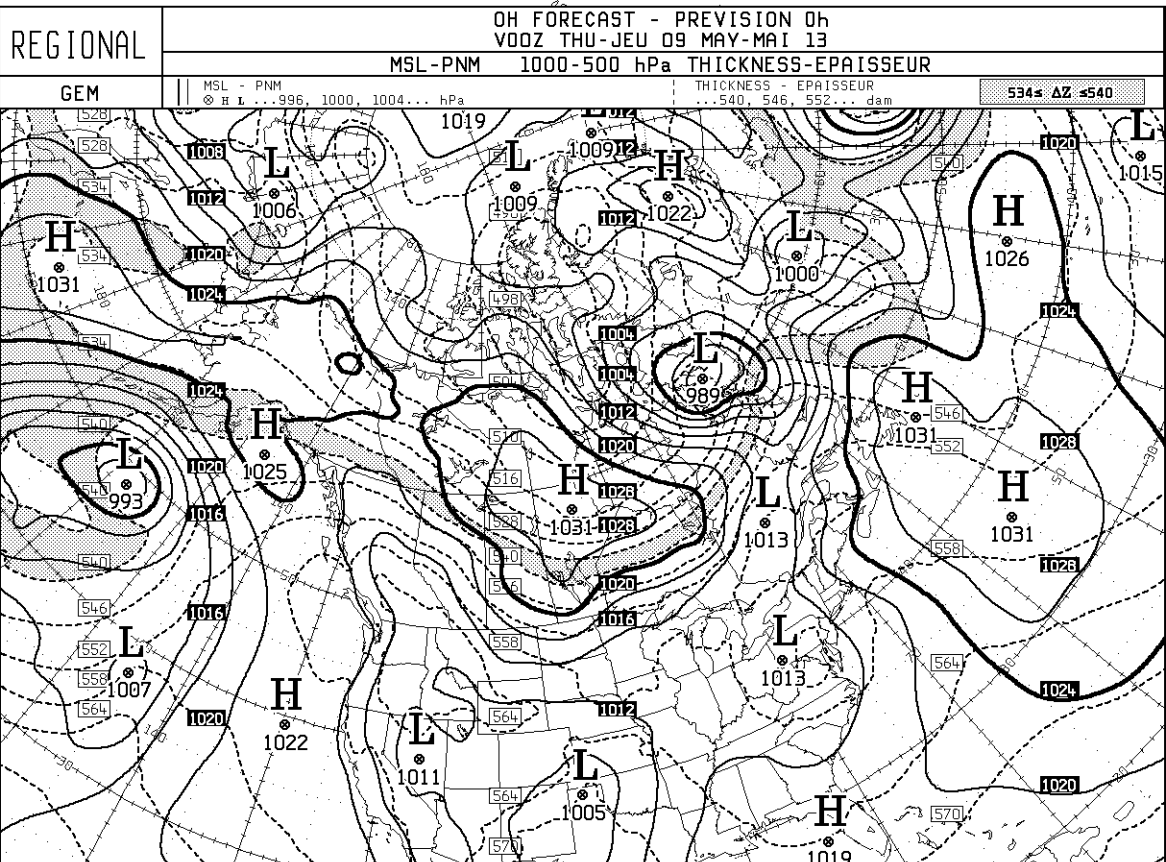 REGIONAL
0H FORECAST - PREVISION 0h
V00Z THU-JEU 09 MAY-MAI 13
MSL-PNM 1000-500 hPa THICKNESS-EPAISSEUR
GEM
MSL - PNM
⊗ H L ...996, 1000, 1004... hPa
THICKNESS - EPAISSEUR
...540, 546, 552... dam
534≤ ΔZ ≤540
528
1019
L
1012
1009
1012
L
1015
1020
528
1008
L
1006
L
1009
H
1022
540
534
1012
1012
H
1026
H
1031
534
1020
L
1000
1024
498
1024
534
1004
L
989
1004
504
1024
1012
H
1031
546
540
H
1025
510
1020
552
1028
L
993
540
1020
516
H
1031
1028
L
1013
H
1031
1016
528
1028
540
540
558
1028
546
1020
546
1016
1016
L
1007
552
558
L
1013
558
564
564
H
1022
1024
1020
564
1012
L
1011
L
1005
1020
564
H
1019
570
570